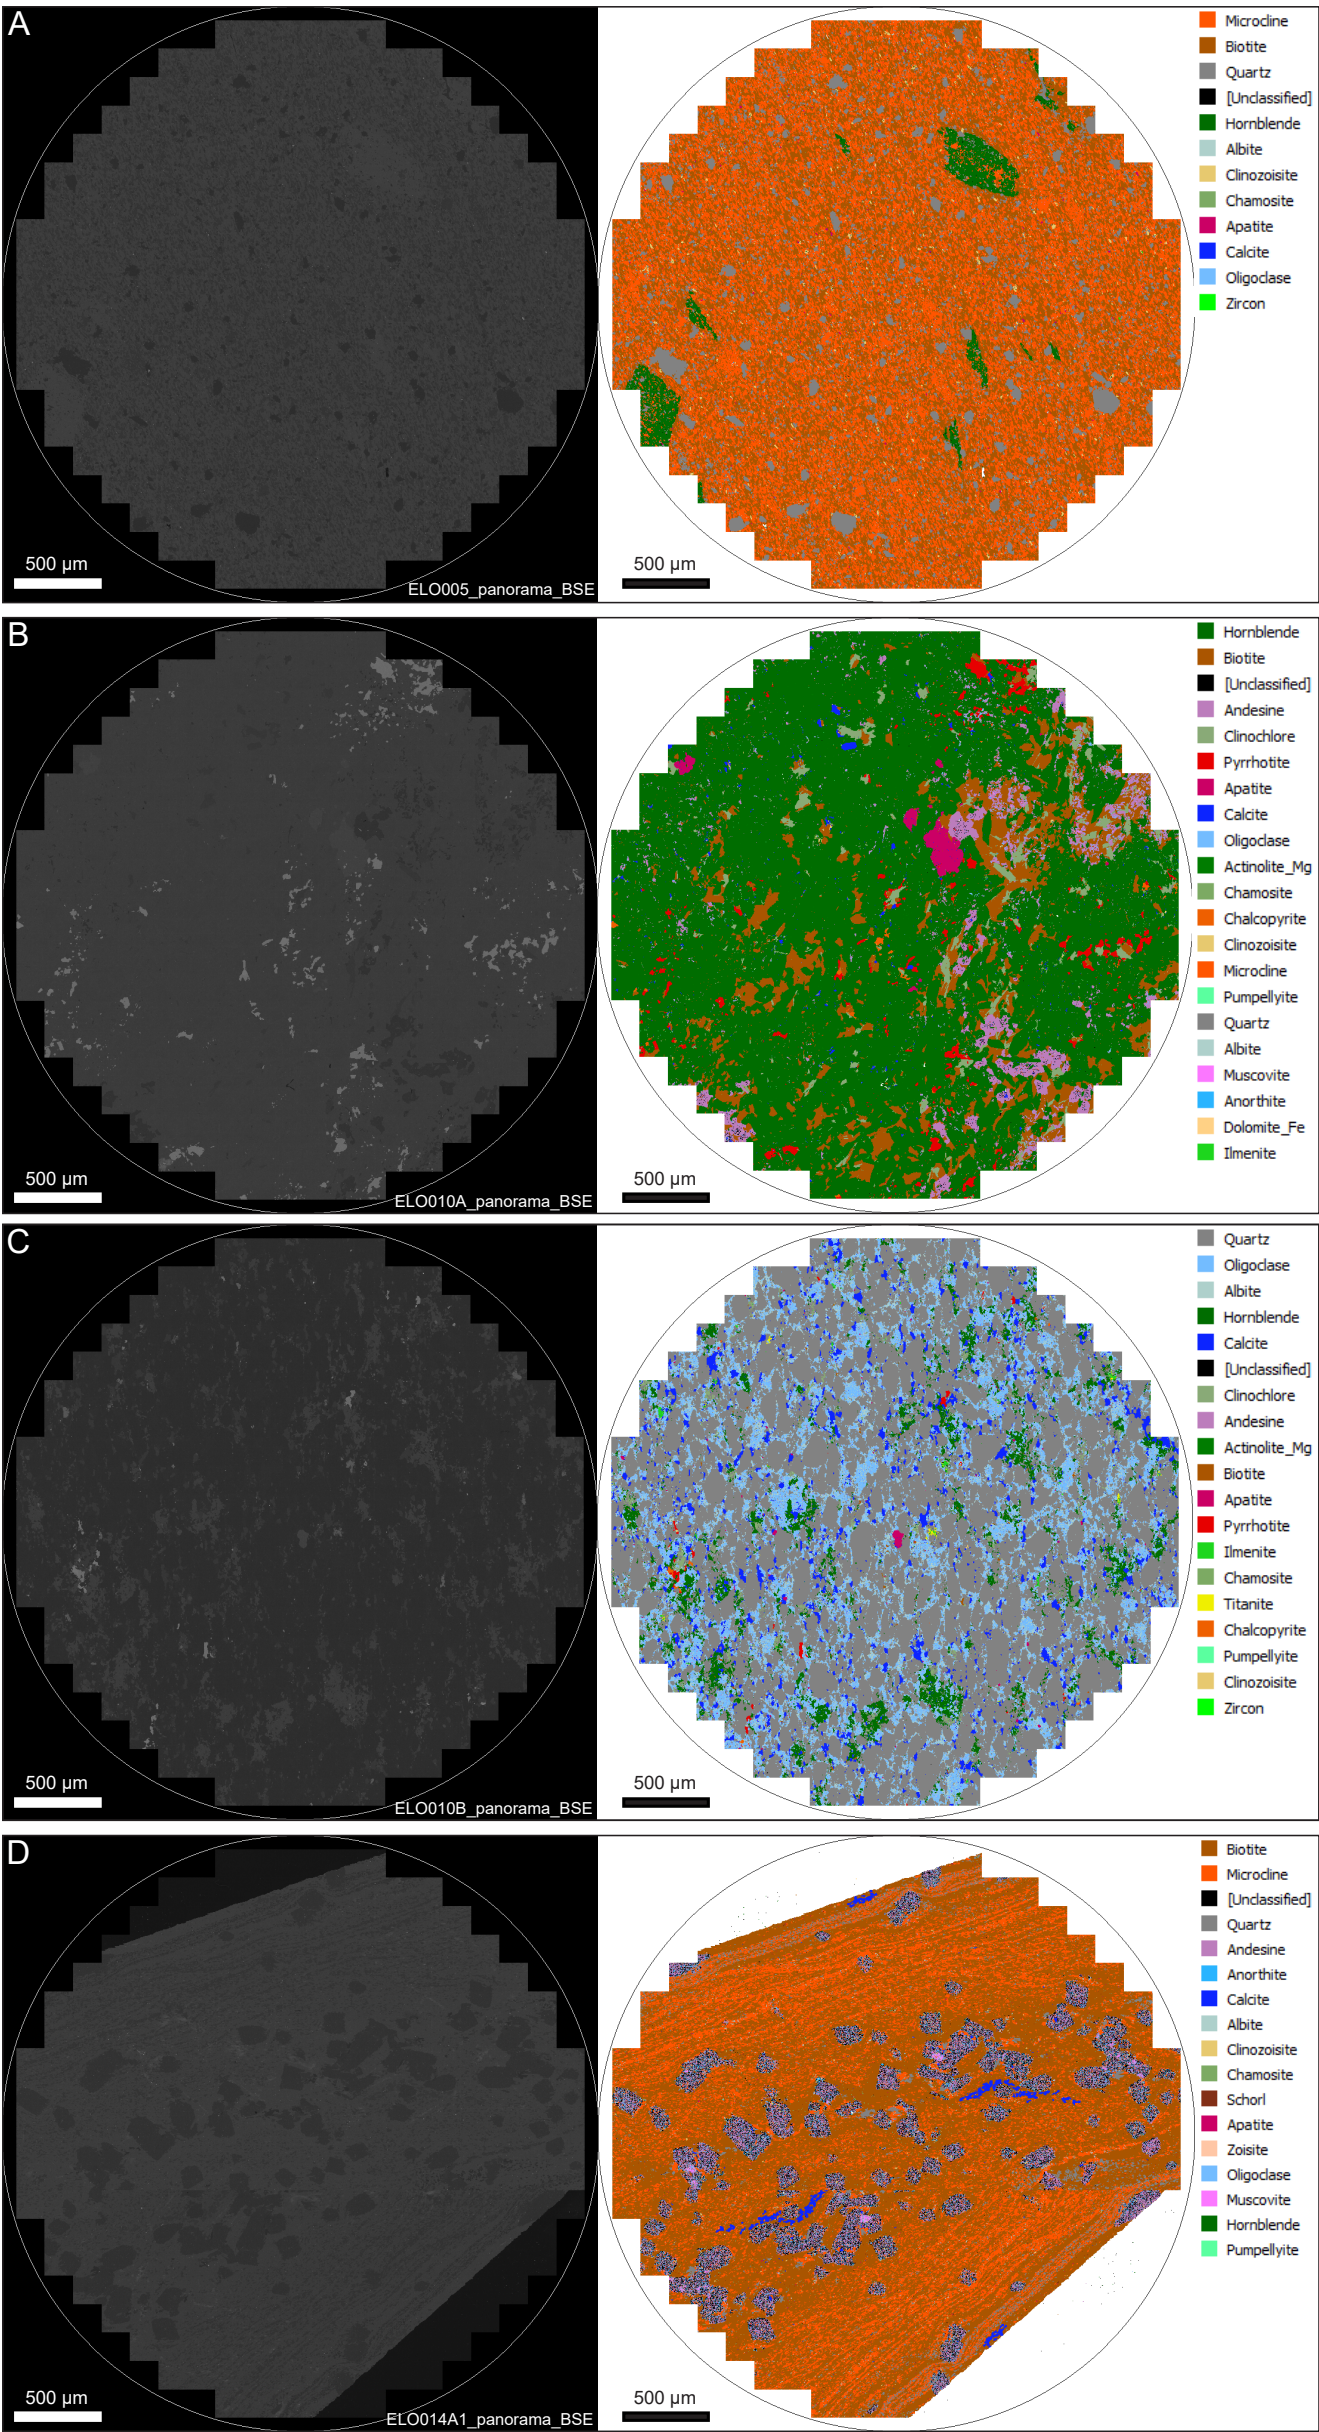 A
500 µm
ELO005_panorama_BSE
500 µm
Microcline
Biotite
Quartz
[Unclassified]
Hornblende
Albite
Clinozoisite
Chamosite
Apatite
Calcite
Oligoclase
Zircon
B
500 µm
ELO010A_panorama_BSE
500 µm
Hornblende
Biotite
[Unclassified]
Andesine
Clinochlore
Pyrrhotite
Apatite
Calcite
Oligoclase
Actinolite_Mg
Chamosite
Chalcopyrite
Clinozoisite
Microcline
Pumpellyite
Quartz
Albite
Muscovite
Anorthite
Dolomite_Fe
Ilmenite
C
500 µm
ELO010B_panorama_BSE
500 µm
Quartz
Oligoclase
Albite
Hornblende
Calcite
[Unclassified]
Clinochlore
Andesine
Actinolite_Mg
Biotite
Apatite
Pyrrhotite
Ilmenite
Chamosite
Titanite
Chalcopyrite
Pumpellyite
Clinozoisite
Zircon
D
500 µm
ELO014A1_panorama_BSE
500 µm
Biotite
Microcline
[Unclassified]
Quartz
Andesine
Anorthite
Calcite
Albite
Clinozoisite
Chamosite
Schorl
Apatite
Zoisite
Oligoclase
Muscovite
Hornblende
Pumpellyite